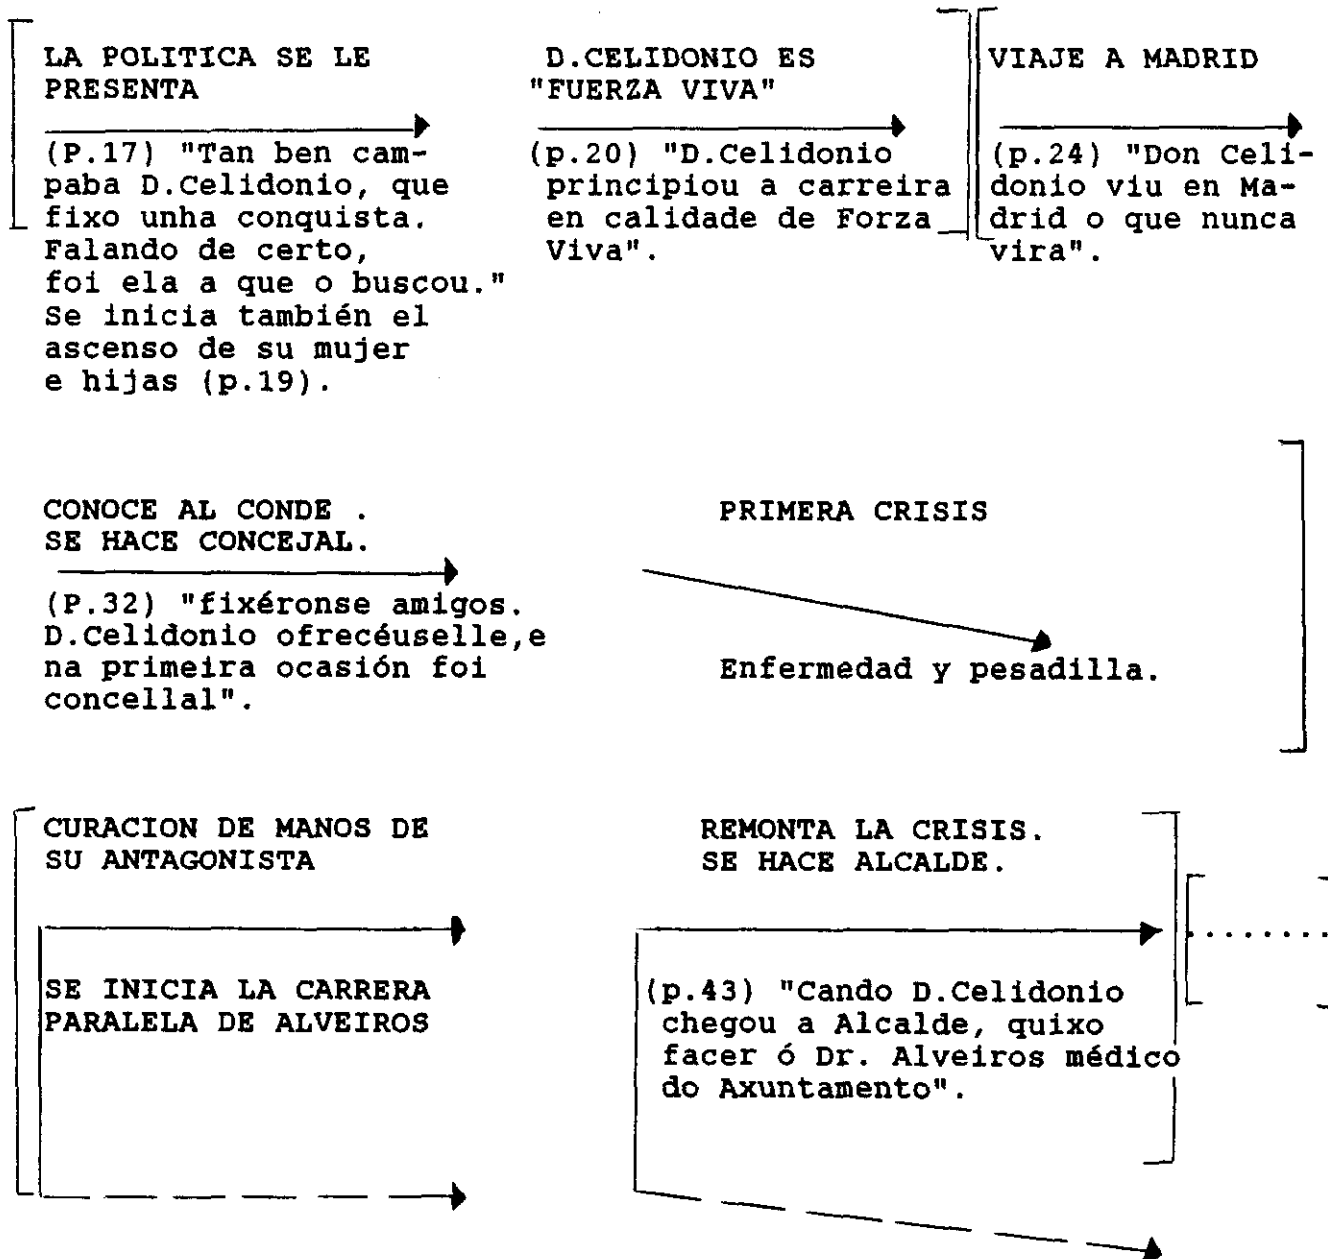 LA POLITICA SE LE
PRESENTA
(P.17) "Tan ben cam-
paba D.Celidonio, que
fixo unha conquista.
Falando de certo,
foi ela a que o buscou."
Se inicia también el
ascenso de su mujer
e hijas (p.19).
D.CELIDONIO ES
"FUERZA VIVA"
(p.20) "D.Celidonio
principiou a carreira
en calidade de Forza
Viva".
VIAJE A MADRID
(p.24) "Don Celi-
donio viu en Ma-
drid o que nunca
vira".
CONOCE AL CONDE .
SE HACE CONCEJAL.
(P.32) "fixéronse amigos.
D.Celidonio ofrecéuselle,e
na primeira ocasión foi
concellal".
PRIMERA CRISIS
Enfermedad y pesadilla.
CURACION DE MANOS DE
SU ANTAGONISTA
SE INICIA LA CARRERA
PARALELA DE ALVEIROS
REMONTA LA CRISIS.
SE HACE ALCALDE.
(p.43) "Cando D.Celidonio
chegou a Alcalde, quixo
facer ó Dr. Alveiros médico
do Axuntamento".
.......